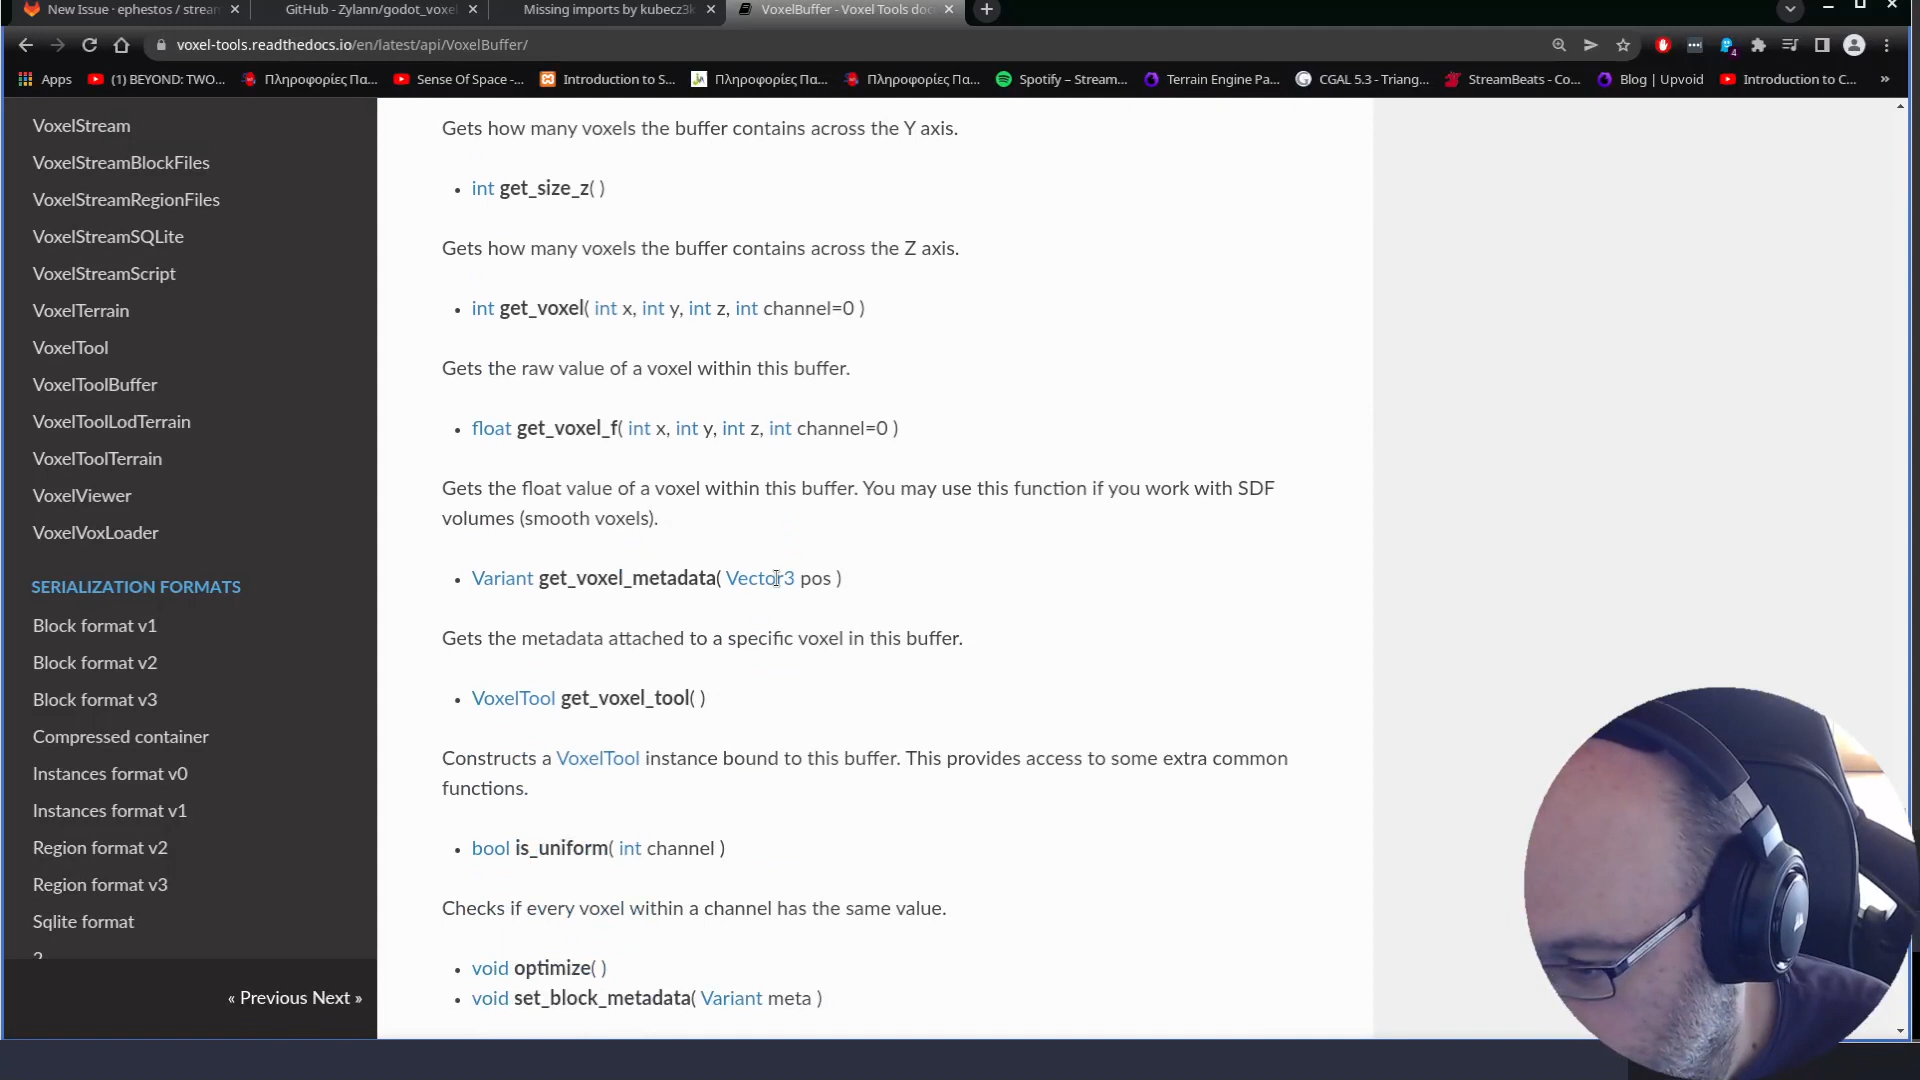 New Issue · ephestos / stream
GitHub - Zylann/godot_voxel
Missing imports by kubecz3k
VoxelBuffer - Voxel Tools doc
voxel-tools.readthedocs.io/en/latest/api/VoxelBuffer/
4
Apps
(1) BEYOND: TWO...
Πληροφορίες Πα...
Sense Of Space -...
Introduction to S...
Πληροφορίες Πα...
Πληροφορίες Πα...
Spotify – Stream...
Terrain Engine Pa...
CGAL 5.3 - Triang...
StreamBeats - Co...
Blog | Upvoid
Introduction to C...
»
VoxelStream
VoxelStreamBlockFiles
VoxelStreamRegionFiles
VoxelStreamSQLite
VoxelStreamScript
VoxelTerrain
VoxelTool
VoxelToolBuffer
VoxelToolLodTerrain
VoxelToolTerrain
VoxelViewer
VoxelVoxLoader
SERIALIZATION FORMATS
Block format v1
Block format v2
Block format v3
Compressed container
Instances format v0
Instances format v1
Region format v2
Region format v3
Sqlite format
« Previous Next »
Gets how many voxels the buffer contains across the Y axis.
• int get_size_z( )
Gets how many voxels the buffer contains across the Z axis.
• int get_voxel( int x, int y, int z, int channel=0 )
Gets the raw value of a voxel within this buffer.
• float get_voxel_f( int x, int y, int z, int channel=0 )
Gets the float value of a voxel within this buffer. You may use this function if you work with SDF
volumes (smooth voxels).
• Variant get_voxel_metadata( Vector3 pos )
Gets the metadata attached to a specific voxel in this buffer.
• VoxelTool get_voxel_tool( )
Constructs a VoxelTool instance bound to this buffer. This provides access to some extra common
functions.
• bool is_uniform( int channel )
Checks if every voxel within a channel has the same value.
• void optimize( )
• void set_block_metadata( Variant meta )